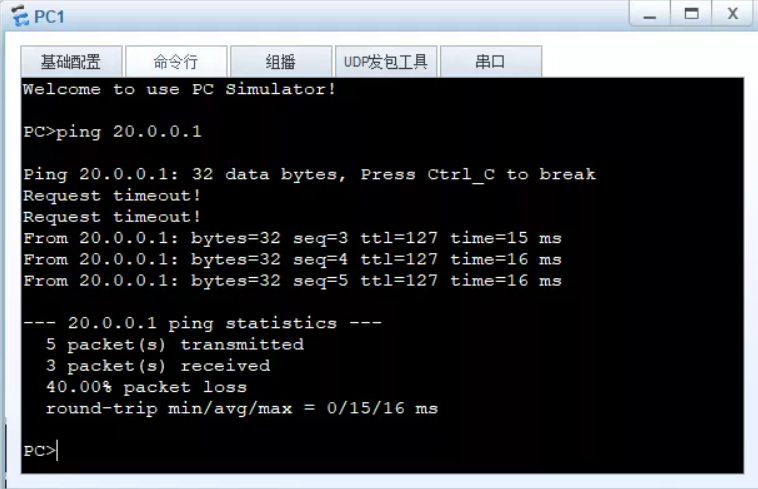 PC1
基础配置 命令行 组播 UDP发包工具 串口
Welcome to use PC Simulator!
PC>ping 20.0.0.1
Ping 20.0.0.1: 32 data bytes, Press Ctrl_C to break
Request timeout!
Request timeout!
From 20.0.0.1: bytes=32 seq=3 ttl=127 time=15 ms
From 20.0.0.1: bytes=32 seq=4 ttl=127 time=16 ms
From 20.0.0.1: bytes=32 seq=5 ttl=127 time=16 ms
--- 20.0.0.1 ping statistics ---
5 packet(s) transmitted
3 packet(s) received
40.00% packet loss
round-trip min/avg/max = 0/15/16 ms
PC>